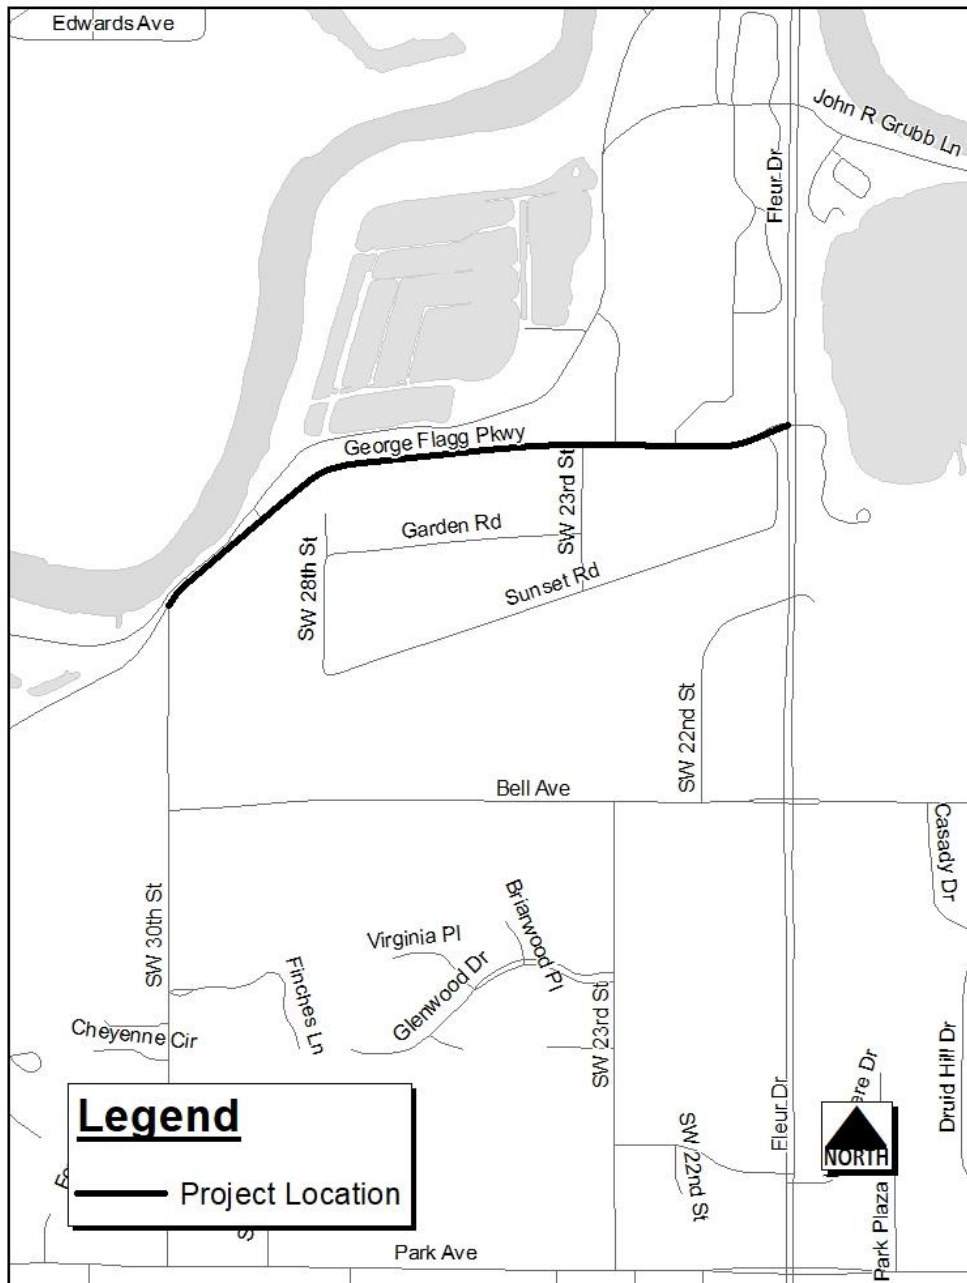 Edwards Ave
John R Grubb Ln
Fleur Dr
George Flagg Pkwy
SW 23rd St
Garden Rd
SW 28th St
Sunset Rd
SW 22nd St
Bell Ave
Casady Dr
SW 30th St
Briarwood Pl
Virginia Pl
Finches Ln
Glenwood Dr
SW 23rd St
Cheyenne Cir
Druid Hill Dr
Fleur Dr
ere Dr
Legend
NORTH
SW 22nd St
Project Location
Park Plaza
Park Ave